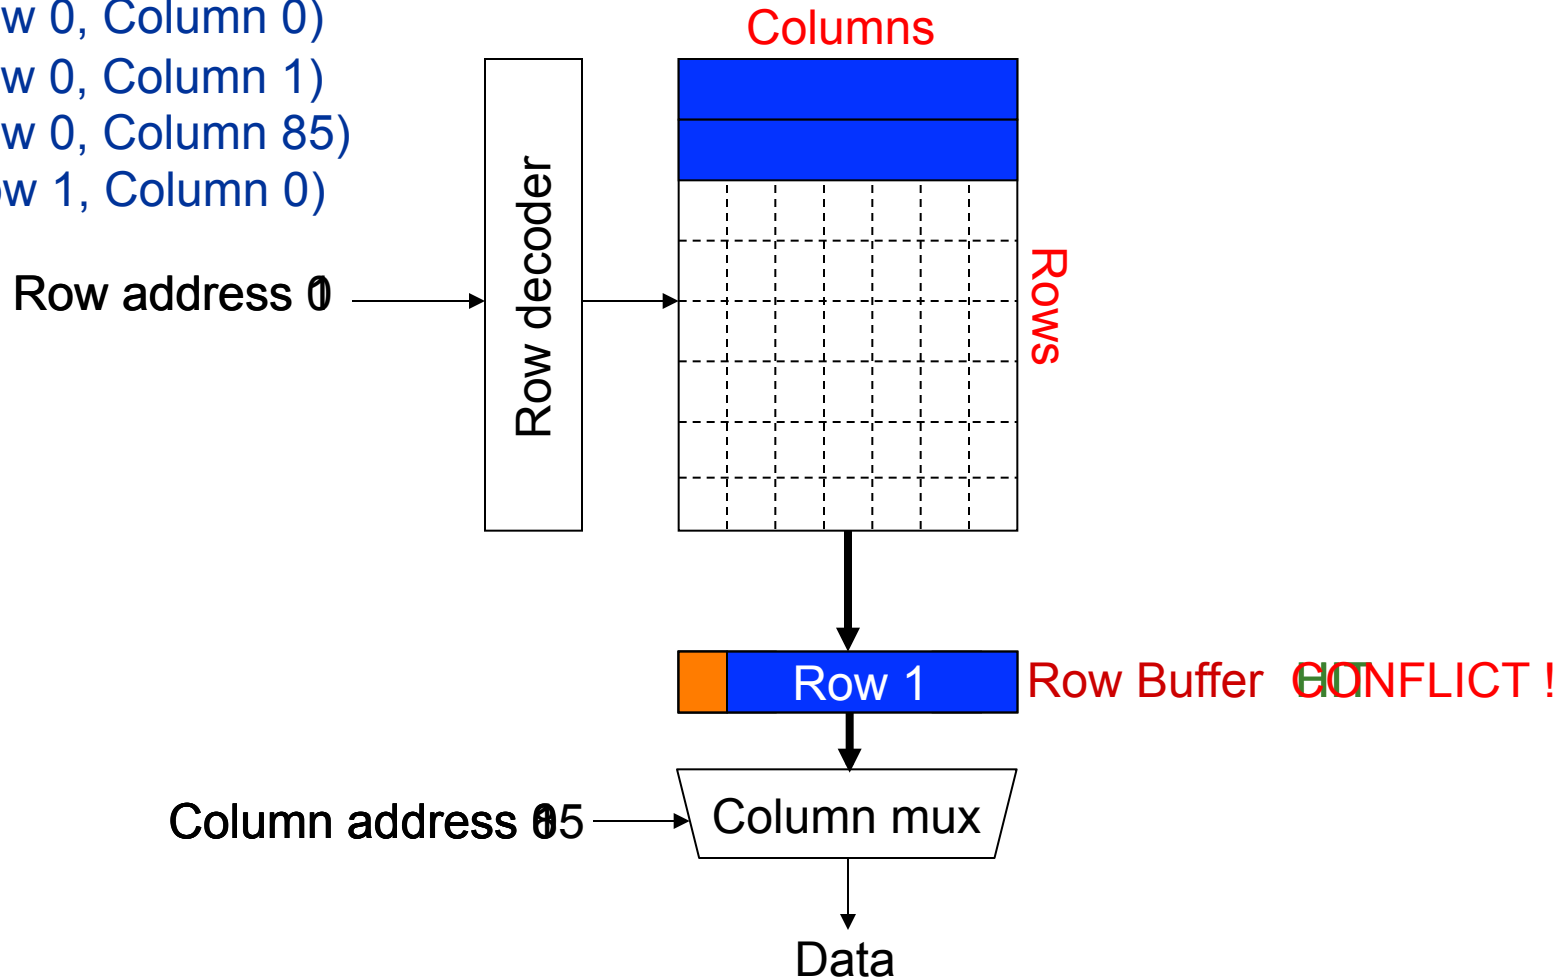 w 0, Column 0)
w 0, Column 1)
w 0, Column 85)
w 1, Column 0)
Columns
Row decoder
Rows
Row address
Row 1
Row Buffer CONFLICT !
Column address
Column mux
Data